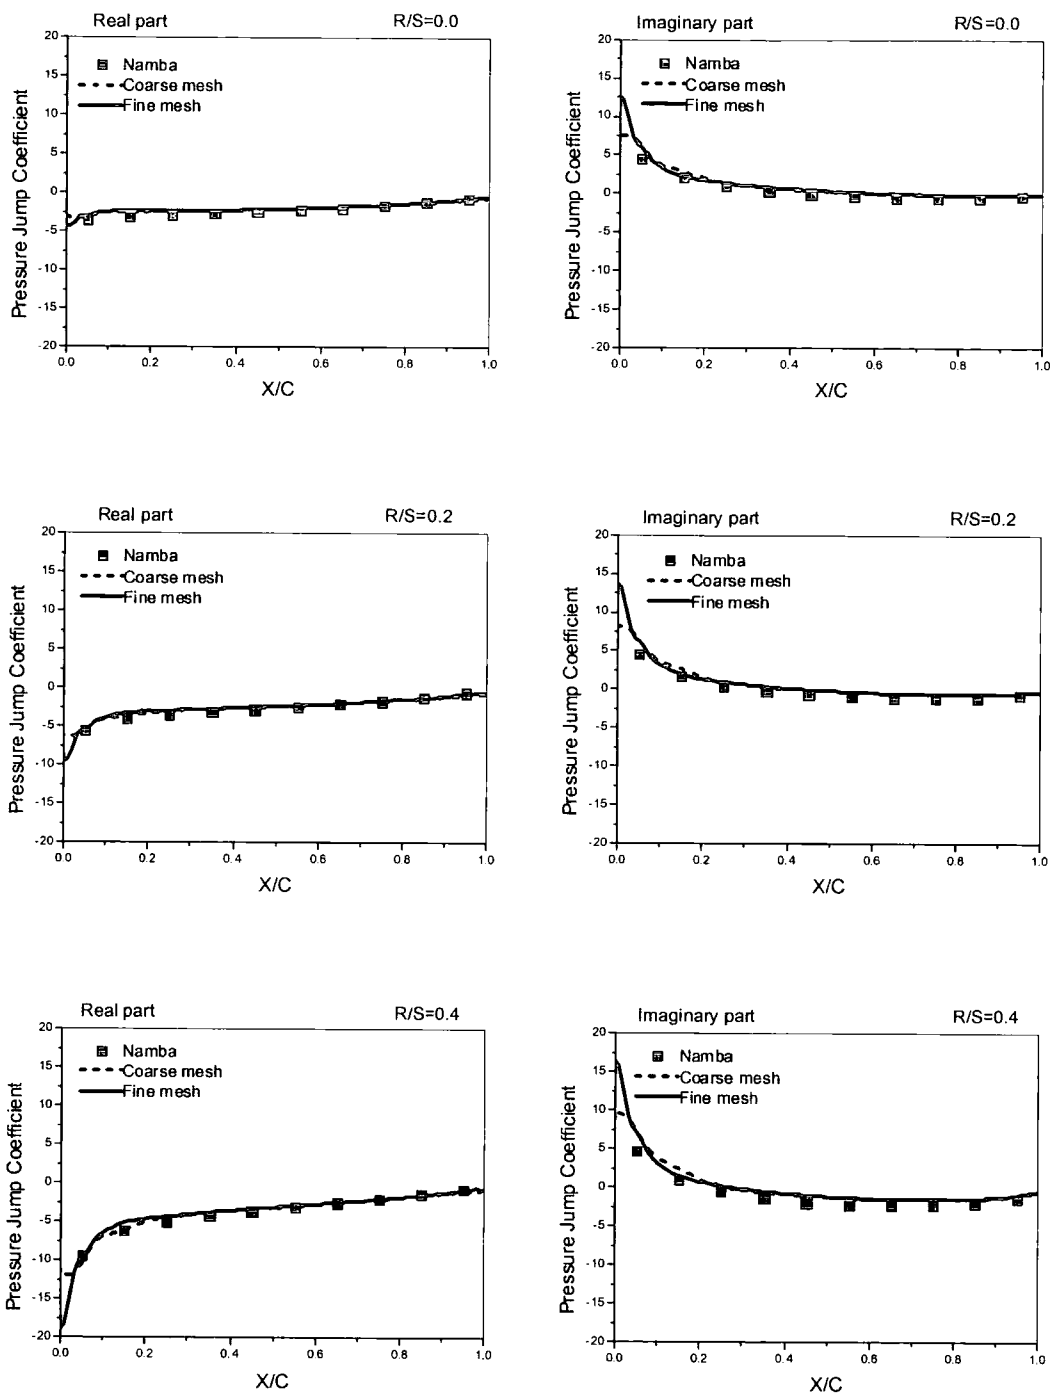 Real part R/S=0.0
Pressure Jump Coefficient
20
15
10
5
0
-5
-10
-15
-20
Namba
Coarse mesh
Fine mesh
0.0 0.2 0.4 0.6 0.8 1.0
X/C
Imaginary part R/S=0.0
Pressure Jump Coefficient
20
15
10
5
0
-5
-10
-15
-20
Namba
Coarse mesh
Fine mesh
0.0 0.2 0.4 0.6 0.8 1.0
X/C
Real part R/S=0.2
Pressure Jump Coefficient
20
15
10
5
0
-5
-10
-15
-20
Namba
Coarse mesh
Fine mesh
0.0 0.2 0.4 0.6 0.8 1.0
X/C
Imaginary part R/S=0.2
Pressure Jump Coefficient
20
15
10
5
0
-5
-10
-15
-20
Namba
Coarse mesh
Fine mesh
0.0 0.2 0.4 0.6 0.8 1.0
X/C
Real part R/S=0.4
Pressure Jump Coefficient
20
15
10
5
0
-5
-10
-15
-20
Namba
Coarse mesh
Fine mesh
0.0 0.2 0.4 0.6 0.8 1.0
X/C
Imaginary part R/S=0.4
Pressure Jump Coefficient
20
15
10
5
0
-5
-10
-15
-20
Namba
Coarse mesh
Fine mesh
0.0 0.2 0.4 0.6 0.8 1.0
X/C